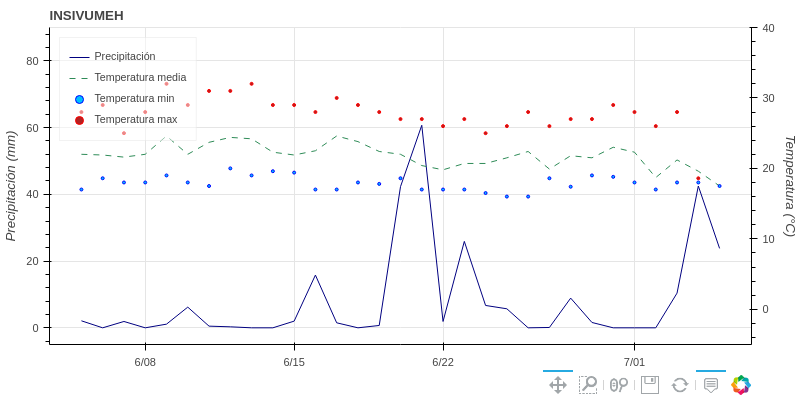 INSIVUMEH
Precipitación
Temperatura media
Temperatura min
Temperatura max
Precipitación (mm)
80
60
40
20
0
Temperatura (°C)
40
30
20
10
0
6/08 6/15 6/22 7/01